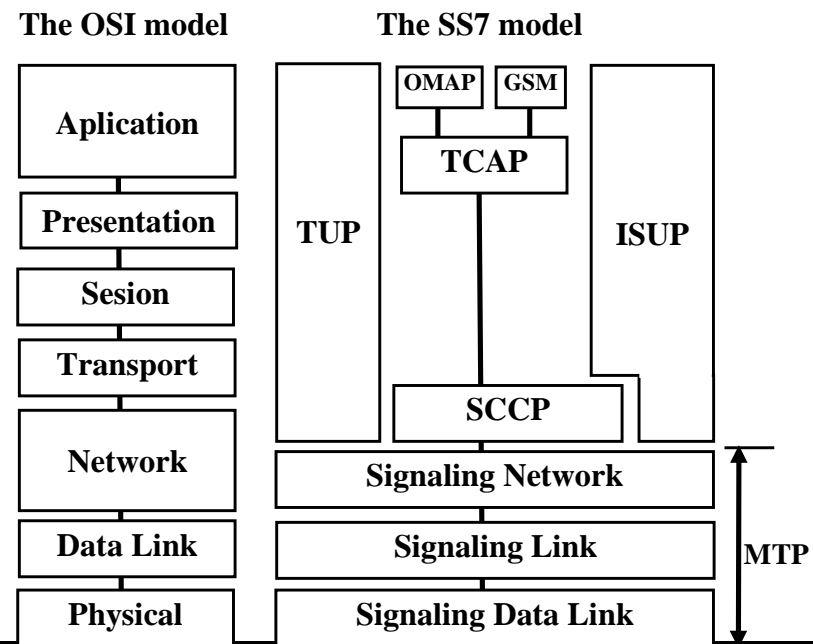 The OSI model
The SS7 model
Aplication
Presentation
Sesion
Transport
Network
Data Link
Physical
OMAP
GSM
TCAP
TUP
ISUP
SCCP
Signaling Network
Signaling Link
Signaling Data Link
MTP